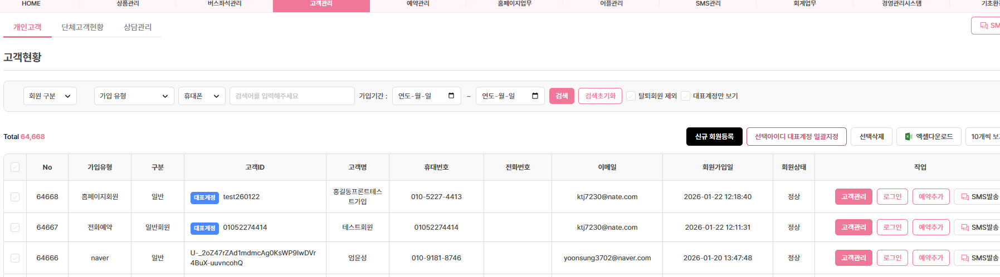 HOME 상품관리 버스좌석관리 고객관리 예약관리 홈페이지업무 어플관리 SMS관리 회계업무 경영관리시스템
개인고객 단체고객현황 상담관리
고객현황
회원 구분 가입 유형 휴대폰 검색어를 입력해주세요 가입기간 : 연도-월-일 ~ 연도-월-일 검색 검색초기화 탈퇴회원 제외 대표계정만 보기
Total 64,668 신규 회원등록 선택아이디 대표계정 일괄지정 선택삭제 엑셀다운로드 10개씩
No 가입유형 구분 고객ID 고객명 휴대번호 전화번호 이메일 회원가입일 회원상태 작업
64668 홈페이지회원 일반 대표계정 test260122 홍길동프론트테스
트가입 010-5227-4413 ktj7230@nate.com 2026-01-22 12:18:40 정상 고객관리 로그인 예약추가 SMS발송
64667 전화예약 일반회원 대표계정 01052274414 테스트회원 01052274414 ktj7230@nate.com 2026-01-22 12:11:31 정상 고객관리 로그인 예약추가 SMS발송
64666 naver 일반 U-_2oZ47rZAd1mdmcAg0KsWP9IwDVr
4BuX-uuvncohQ 엄윤성 010-9181-8746 yoonsung3702@naver.com 2026-01-20 13:47:48 정상 고객관리 로그인 예약추가 SMS발송